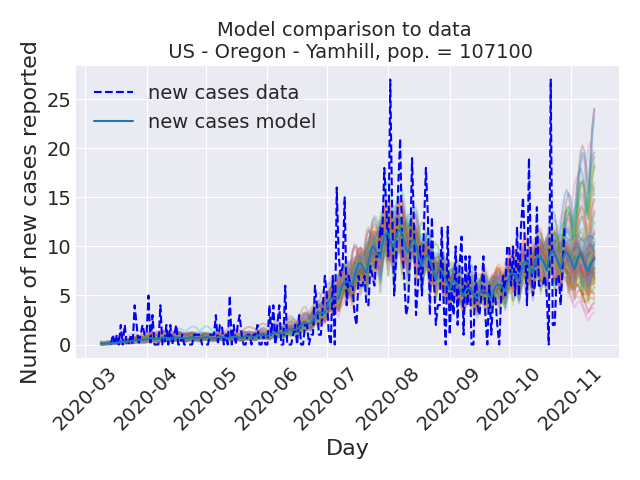 Model comparison to data
US - Oregon - Yamhill, pop. = 107100
Number of new cases reported
25
20
15
10
5
0
new cases data
new cases model
2020-03
2020-04
2020-05
2020-06
2020-07
2020-08
2020-09
2020-10
2020-11
Day